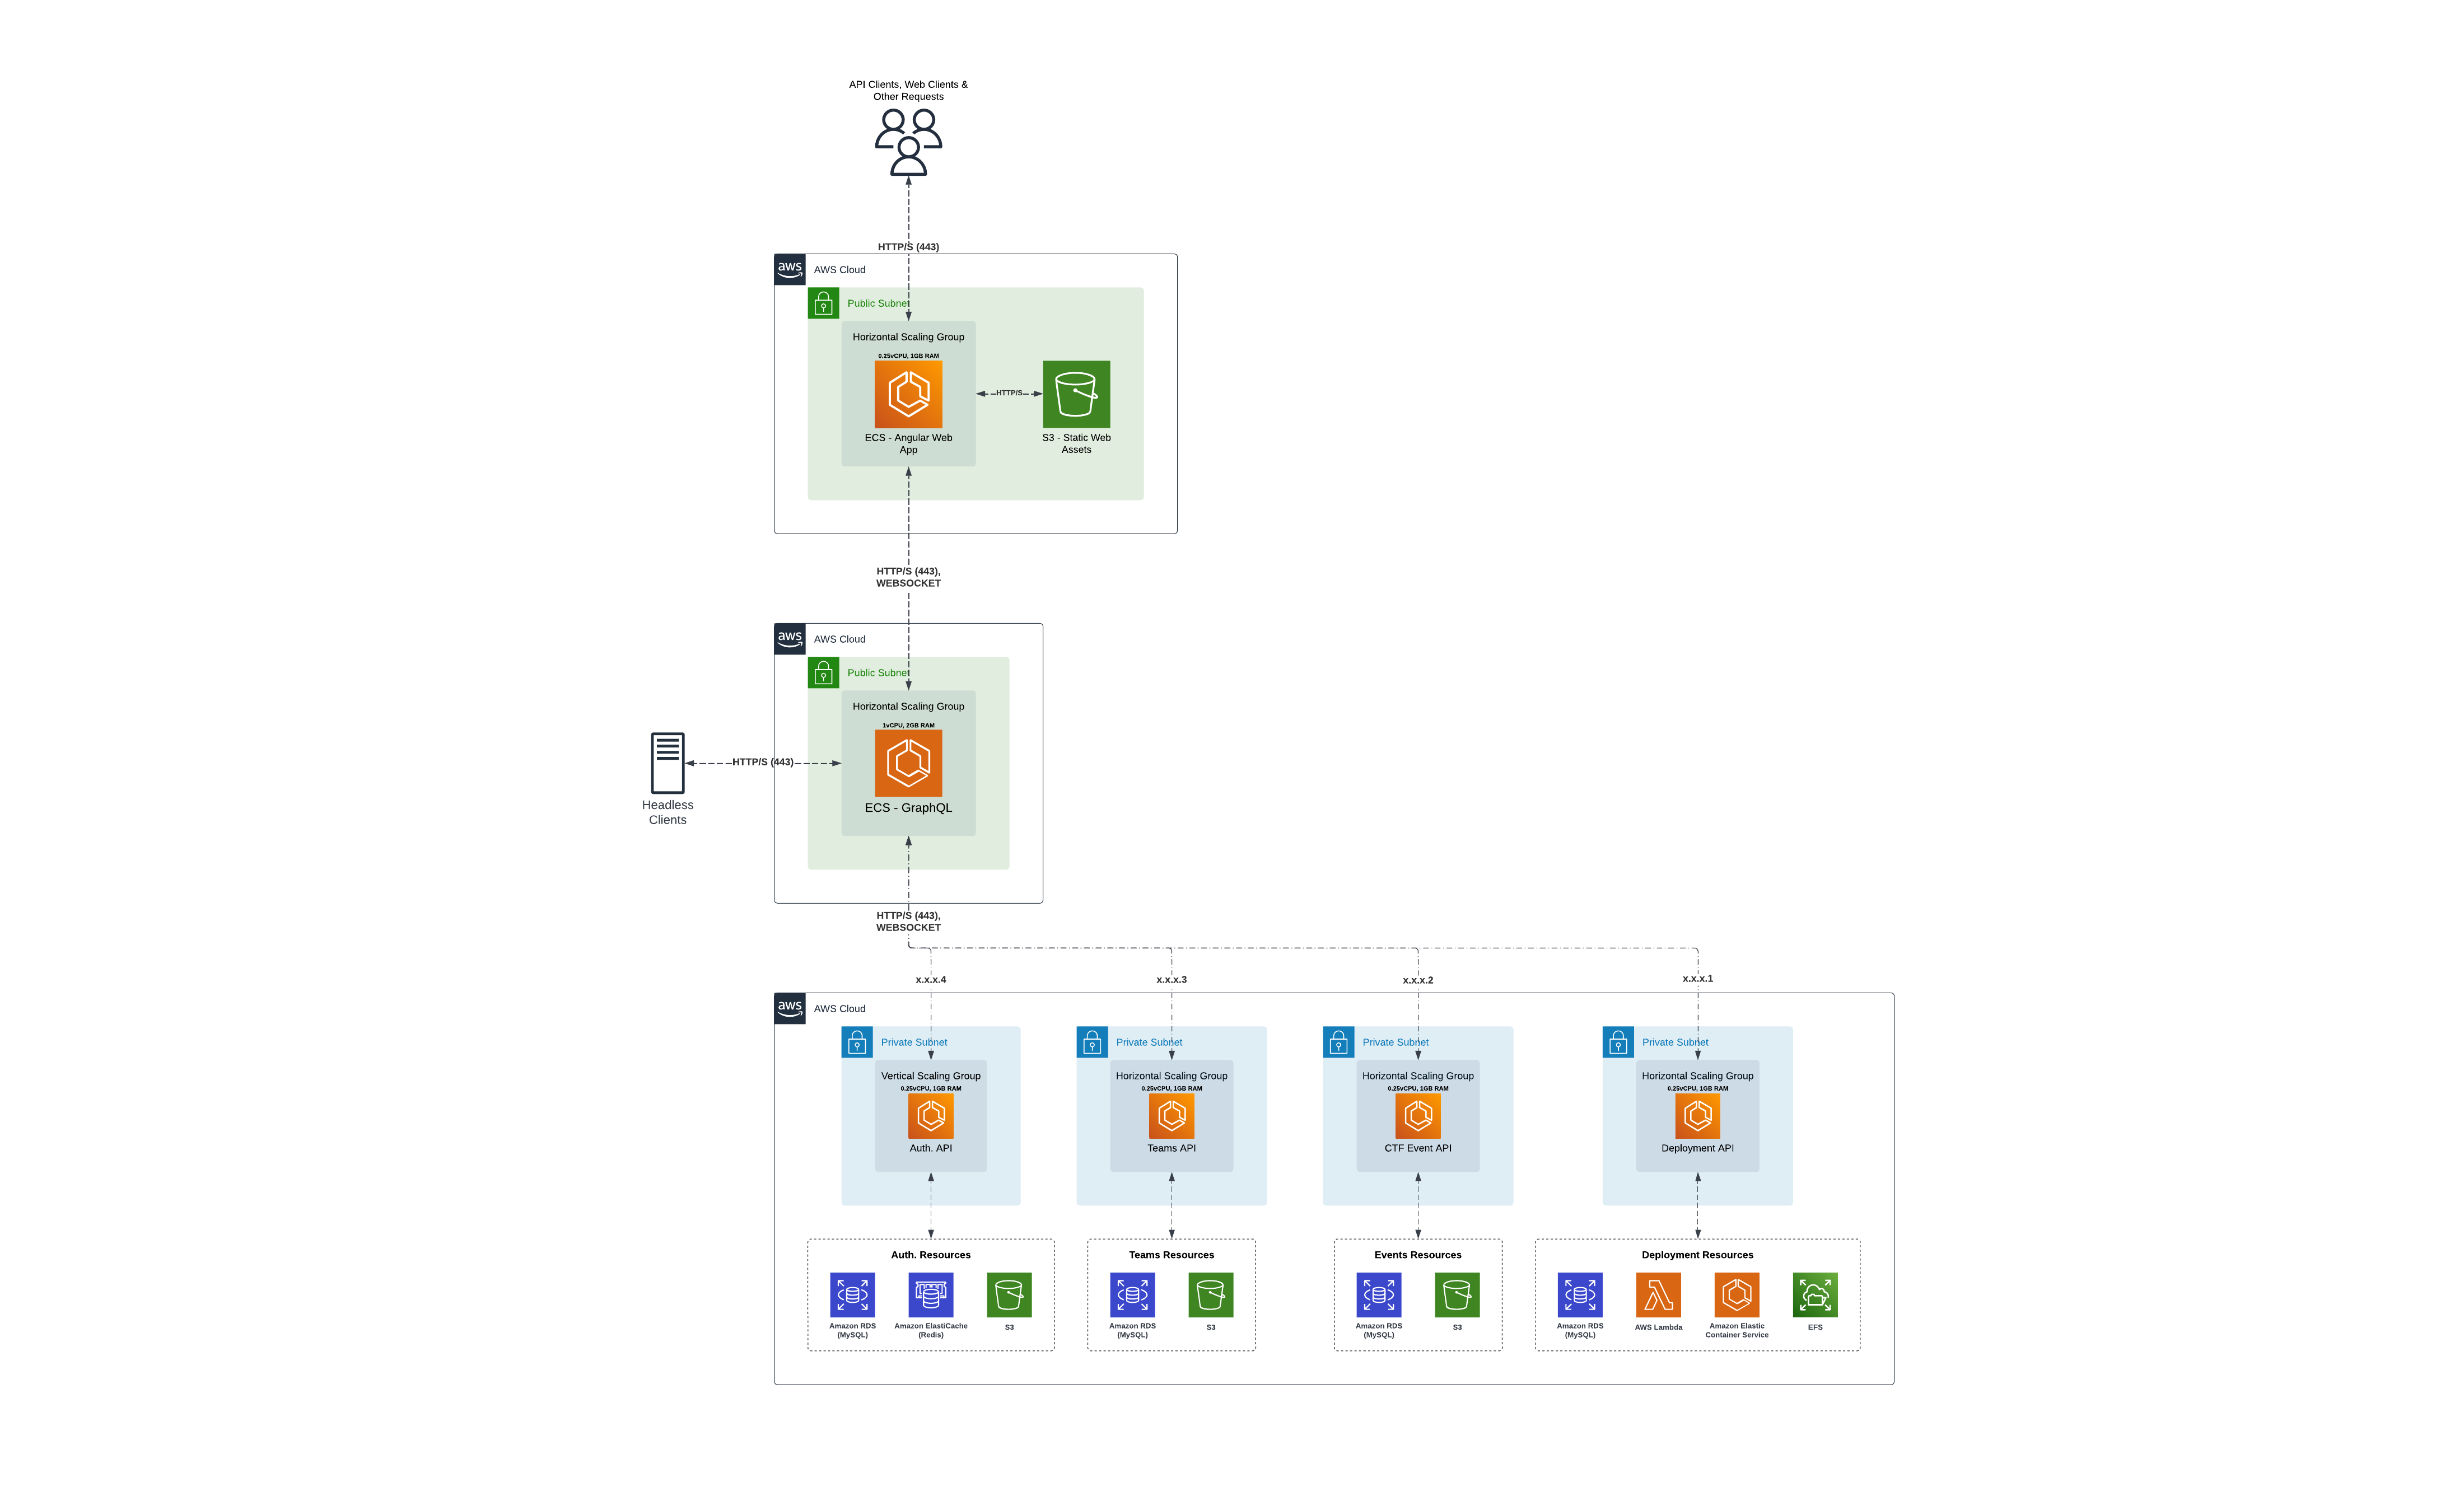 API Clients, Web Clients &
Other Requests
HTTP/S (443)
aws
AWS Cloud
Public Subnet
Horizontal Scaling Group
0.25vCPU, 1GB RAM
HTTP/S
ECS - Angular Web
App
S3 - Static Web
Assets
HTTP/S (443),
WEBSOCKET
aws
AWS Cloud
Public Subnet
Horizontal Scaling Group
1vCPU, 2GB RAM
HTTP/S (443)
ECS - GraphQL
Headless
Clients
HTTP/S (443),
WEBSOCKET
x.x.x.4
x.x.x.3
x.x.x.2
x.x.x.1
aws
AWS Cloud
Private Subnet
Vertical Scaling Group
0.25vCPU, 1GB RAM
Auth. API
Private Subnet
Horizontal Scaling Group
0.25vCPU, 1GB RAM
Teams API
Private Subnet
Horizontal Scaling Group
0.25vCPU, 1GB RAM
CTF Event API
Private Subnet
Horizontal Scaling Group
0.25vCPU, 1GB RAM
Deployment API
Auth. Resources
Amazon RDS
(MySQL)
Amazon ElastiCache
(Redis)
S3
Teams Resources
Amazon RDS
(MySQL)
S3
Events Resources
Amazon RDS
(MySQL)
S3
Deployment Resources
Amazon RDS
(MySQL)
AWS Lambda
Amazon Elastic
Container Service
EFS